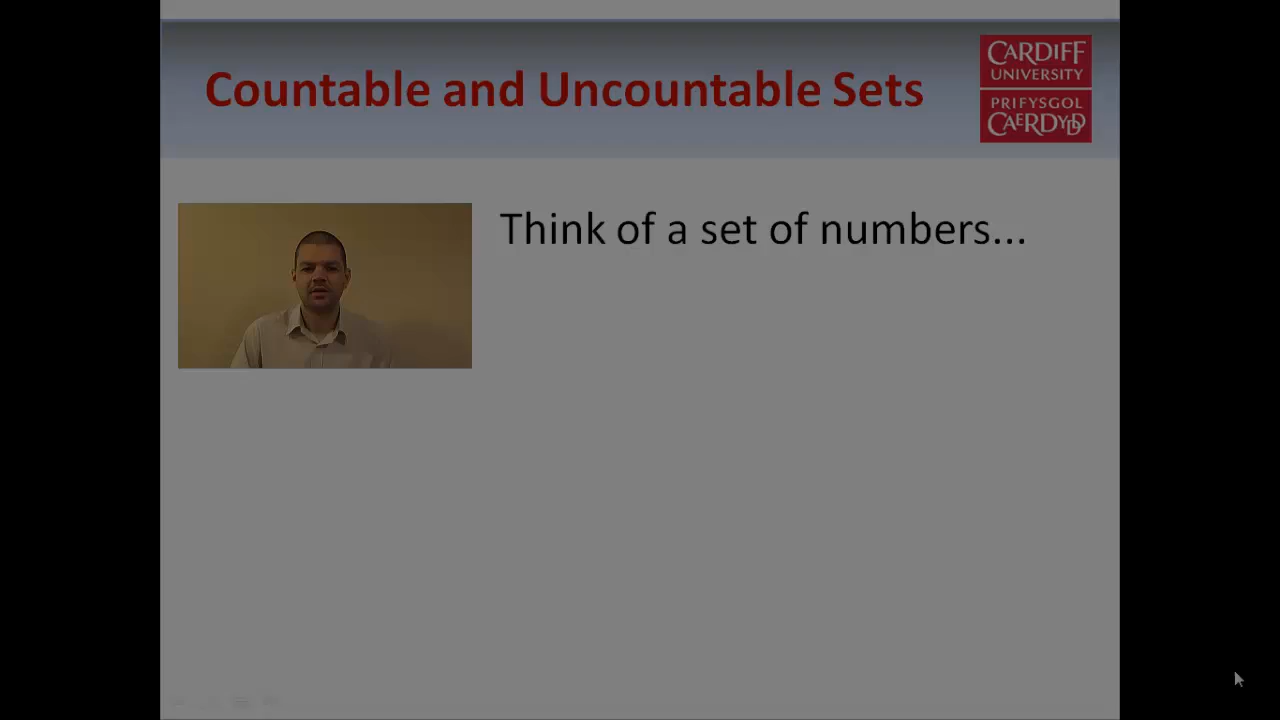 Countable and Uncountable Sets
CARDIFF
UNIVERSITY
PRIFYSGOL
CAERDYDD
Think of a set of numbers...